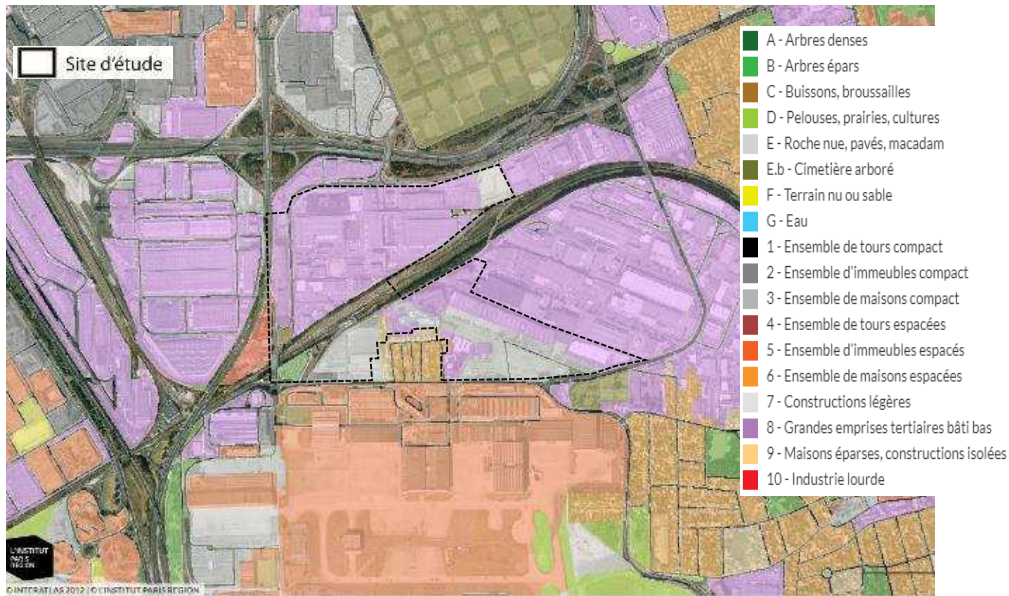 Site d'étude
A - Arbres denses
B - Arbres épars
C - Buissons, broussailles
D - Pelouses, prairies, cultures
E - Roche nue, pavés, macadam
E.b - Cimetière arboré
F - Terrain nu ou sable
G - Eau
1 - Ensemble de tours compact
2 - Ensemble d'immeubles compact
3 - Ensemble de maisons compact
4 - Ensemble de tours espacées
5 - Ensemble d'immeubles espacés
6 - Ensemble de maisons espacées
7 - Constructions légères
8 - Grandes emprises tertiaires bâti bas
9 - Maisons éparses, constructions isolées
10 - Industrie lourde
L'INSTITUT
PARIS
REGION
© INTERATLAS 2012 | © L'INSTITUT PARIS REGION